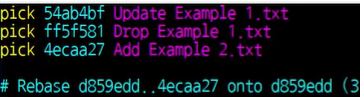 pick 54ab4bf Update Example 1.txt
pick ff5f581 Drop Example 1.txt
pick 4ecaa27 Add Example 2.txt
# Rebase d859edd..4ecaa27 onto d859edd (3